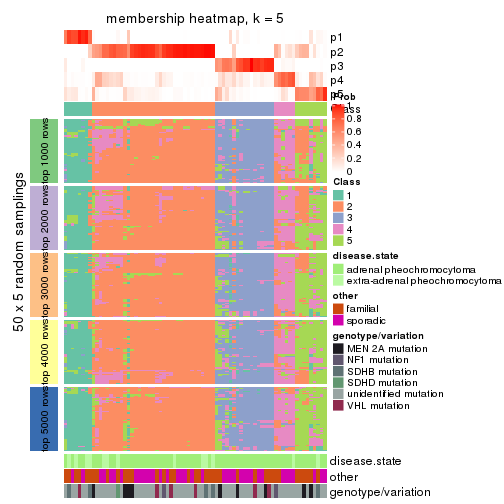 membership heatmap, k = 5
p1
p2
p3
p4
p5
Class
Prob
1
0.8
0.6
0.4
0.2
0
Class
1
2
3
4
5
disease.state
adrenal pheochromocytoma
extra-adrenal pheochromocytoma
other
familial
sporadic
genotype/variation
MEN 2A mutation
NF1 mutation
SDHB mutation
SDHD mutation
unidentified mutation
VHL mutation
50 x 5 random samplings
top 1000 rows
top 2000 rows
top 3000 rows
top 4000 rows
top 5000 rows
disease.state
other
genotype/variation